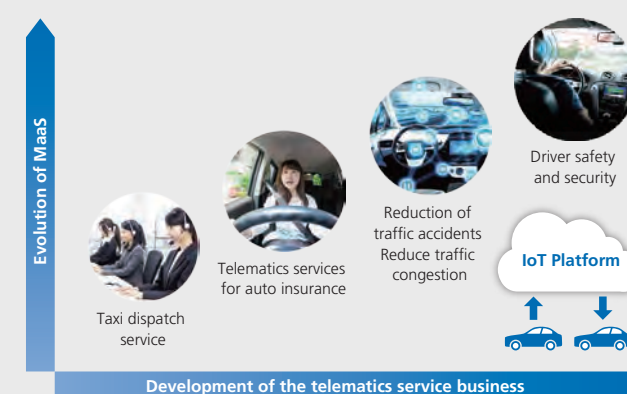 Evolution of MaaS
Taxi dispatch
service
Telematics services
for auto insurance
Reduction of
traffic accidents
Reduce traffic
congestion
Driver safety
and security
IoT Platform
Development of the telematics service business